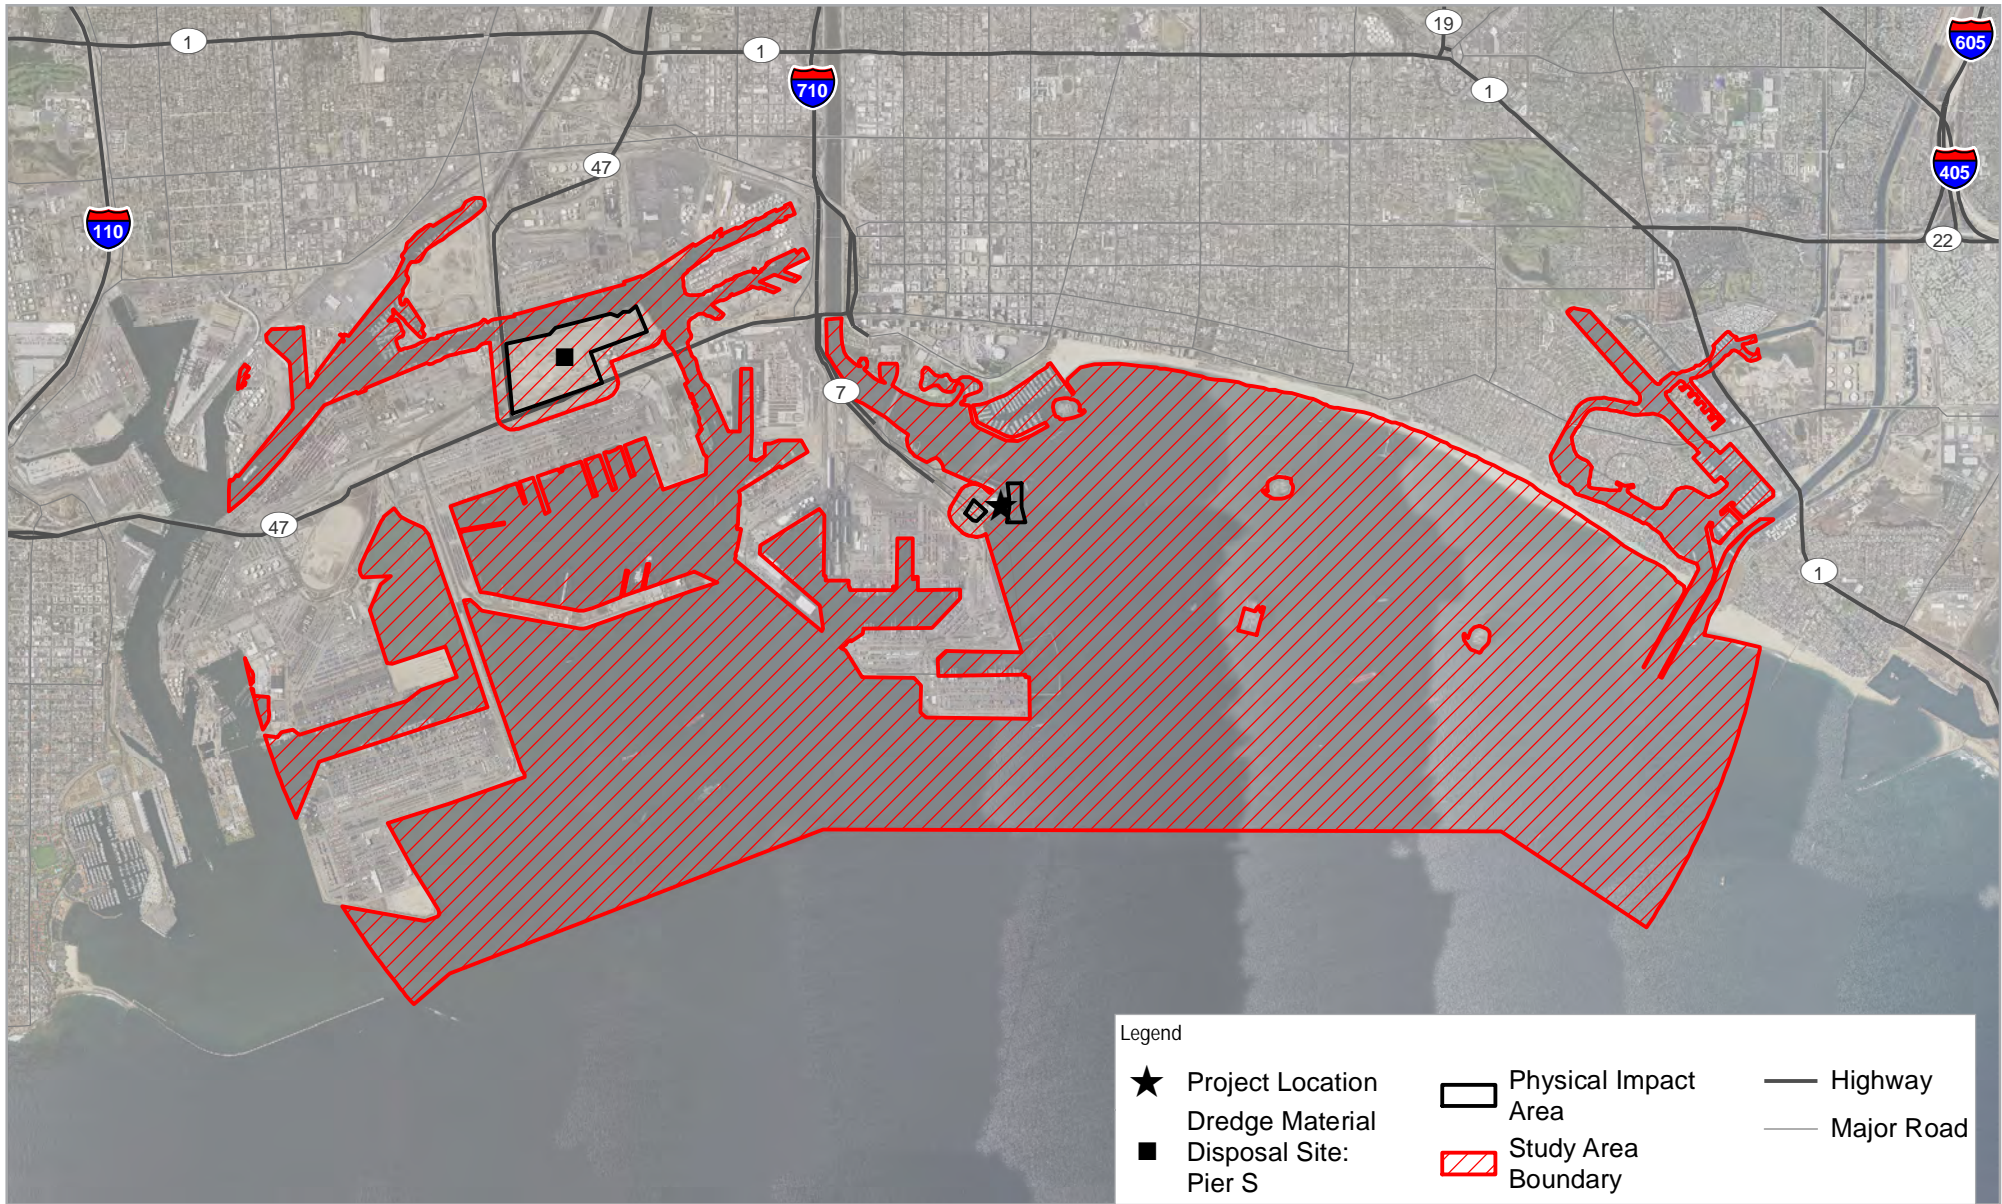 1
1
19
605
710
1
47
405
110
22
7
47
1
Legend
Project Location
Dredge Material
Disposal Site:
Pier S
Physical Impact
Area
Study Area
Boundary
Highway
Major Road